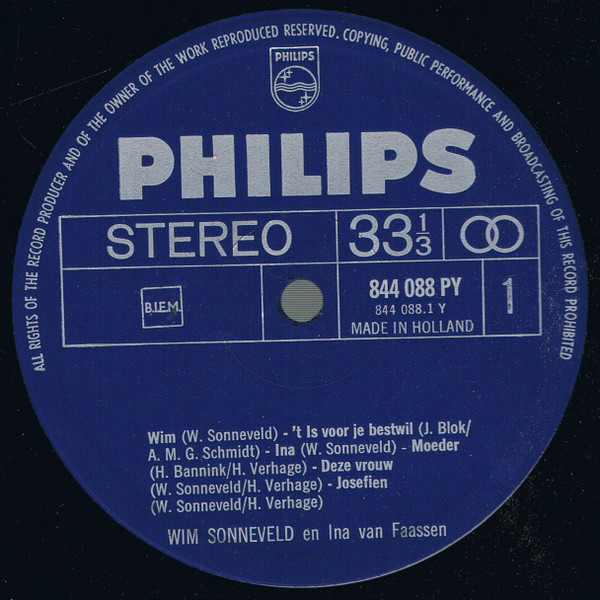 ALL RIGHTS OF THE RECORD PRODUCER AND OF THE OWNER OF THE WORK REPRODUCED RESERVED. COPYING, PUBLIC PERFORMANCE AND BROADCASTING OF THIS RECORD PROHIBITED
PHILIPS
PHILIPS
STEREO 33 1/3
B.I.E.M. 844 088 PY 1
844 088.1 Y
MADE IN HOLLAND
Wim (W. Sonneveld) - 't Is voor je bestwil (J. Blok/
A. M. G. Schmidt) - Ina (W. Sonneveld) - Moeder
(H. Bannink/H. Verhage) - Deze vrouw
(W. Sonneveld/H. Verhage) - Josefien
(W. Sonneveld/H. Verhage)
WIM SONNEVELD en Ina van Faassen